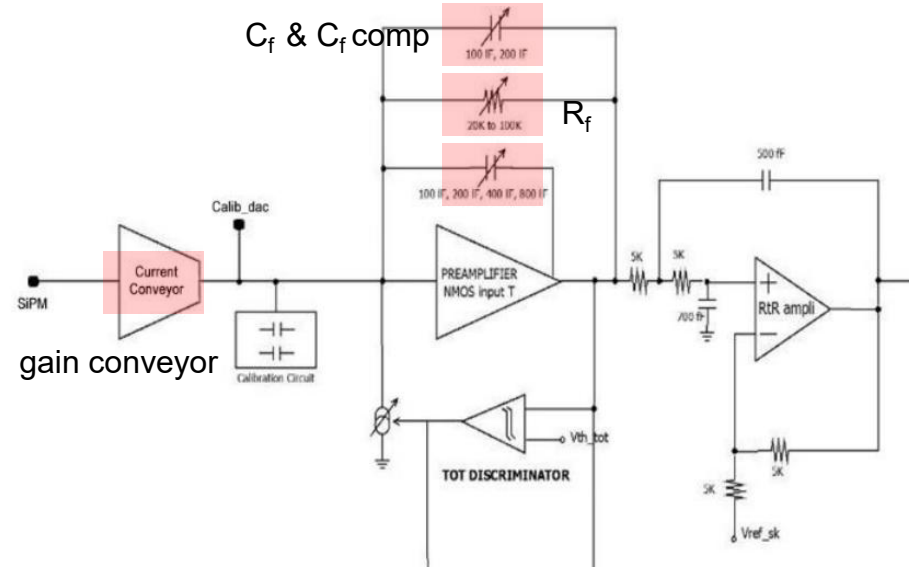 C_f & C_f comp
100 fF, 200 fF
20K to 100K
R_f
100 fF, 200 fF, 400 fF, 800 fF
500 fF
Calib_dac
Current
Conveyor
SiPM
PREAMPLIFIER
NMOS input T
5K
5K
700 fF
RtR ampli
gain conveyor
Calibration Circuit
Vth_tot
TOT DISCRIMINATOR
5K
5K
Vref_sk